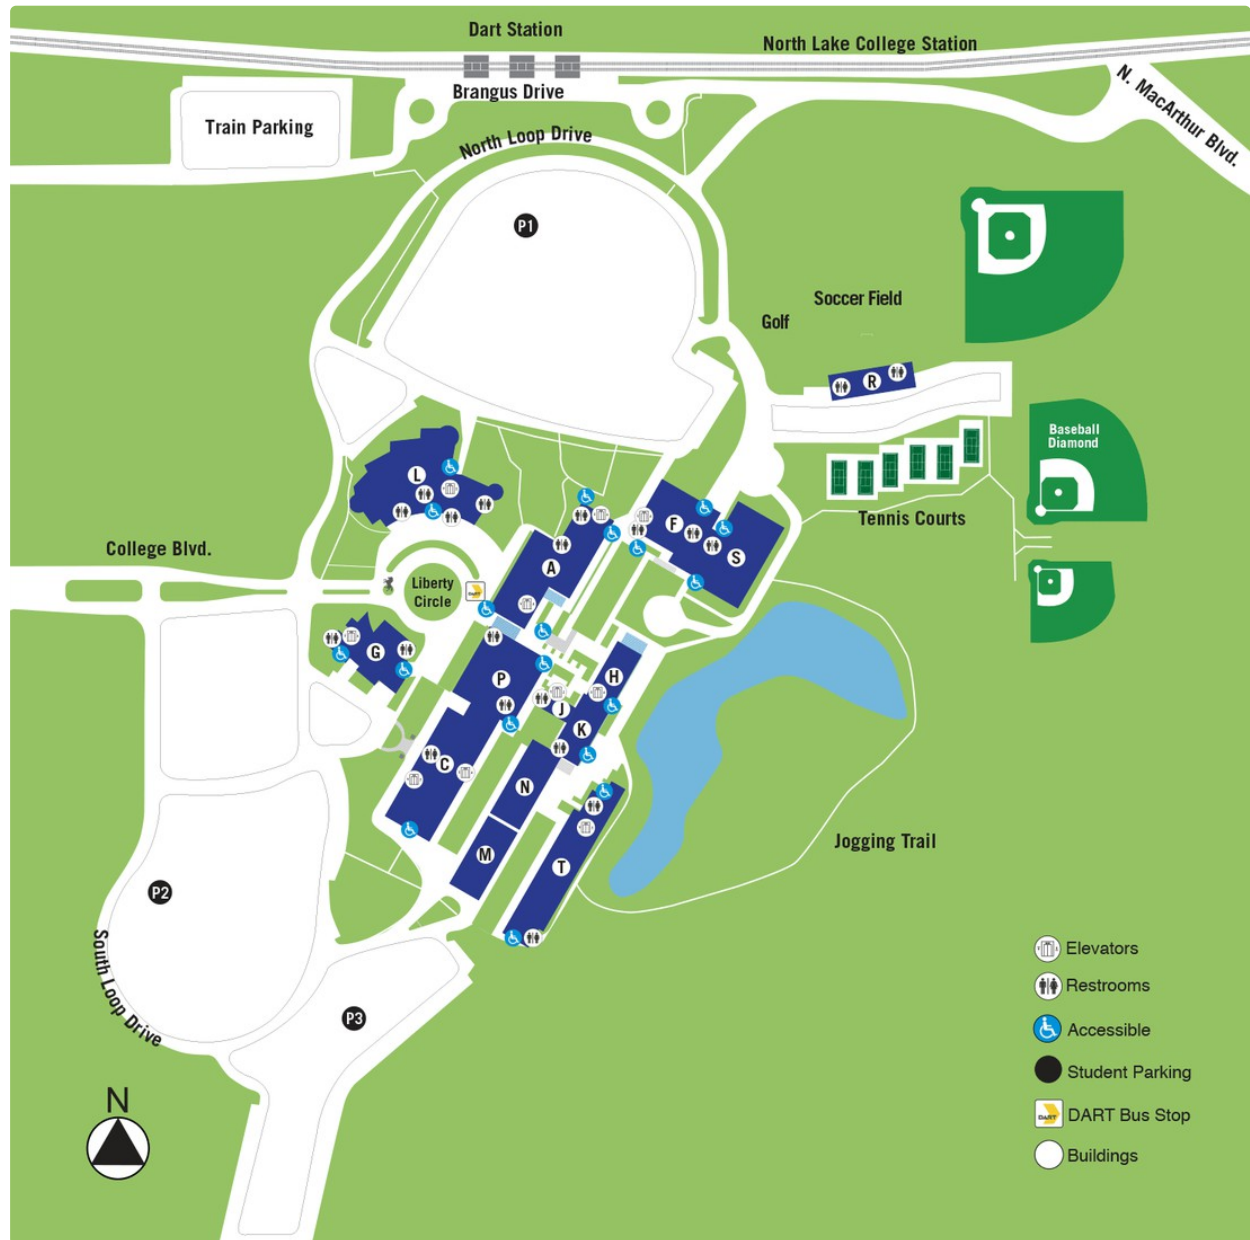 Dart Station
North Lake College Station
Brangus Drive
N. MacArthur Blvd.
Train Parking
North Loop Drive
P1
Soccer Field
Golf
R
Baseball
Diamond
L
Tennis Courts
F
S
College Blvd.
A
Liberty
Circle
DART
G
P
H
J
K
C
N
M
T
Jogging Trail
P2
South Loop Drive
P3
Elevators
Restrooms
Accessible
Student Parking
DART
DART Bus Stop
Buildings
N